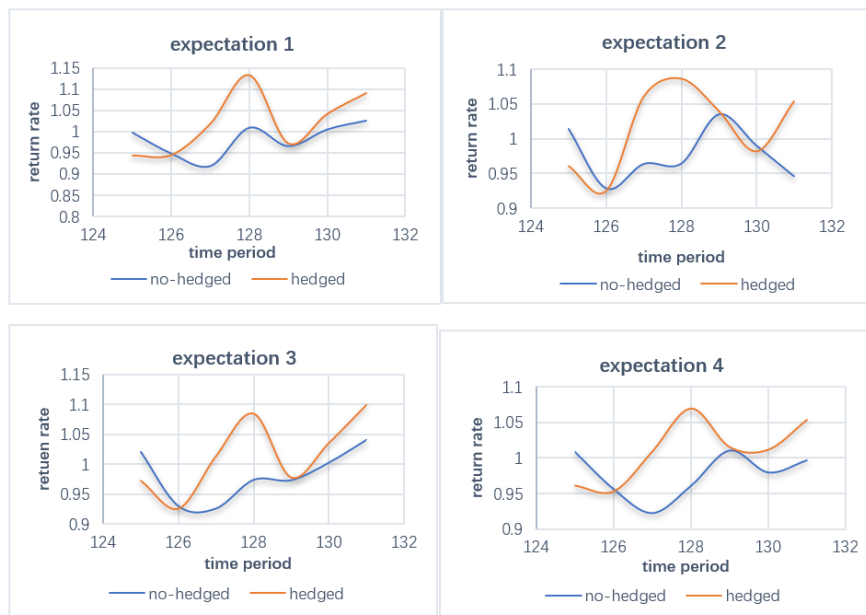 expectation 1
return rate
1.15
1.1
1.05
1
0.95
0.9
0.85
0.8
124 126 128 130 132
time period
no-hedged hedged
expectation 2
return rate
1.1
1.05
1
0.95
0.9
124 126 128 130 132
time period
no-hedged hedged
expectation 3
retuen rate
1.15
1.1
1.05
1
0.95
0.9
124 126 128 130 132
time period
no-hedged hedged
expectation 4
return rate
1.1
1.05
1
0.95
0.9
124 126 128 130 132
time period
no-hedged hedged